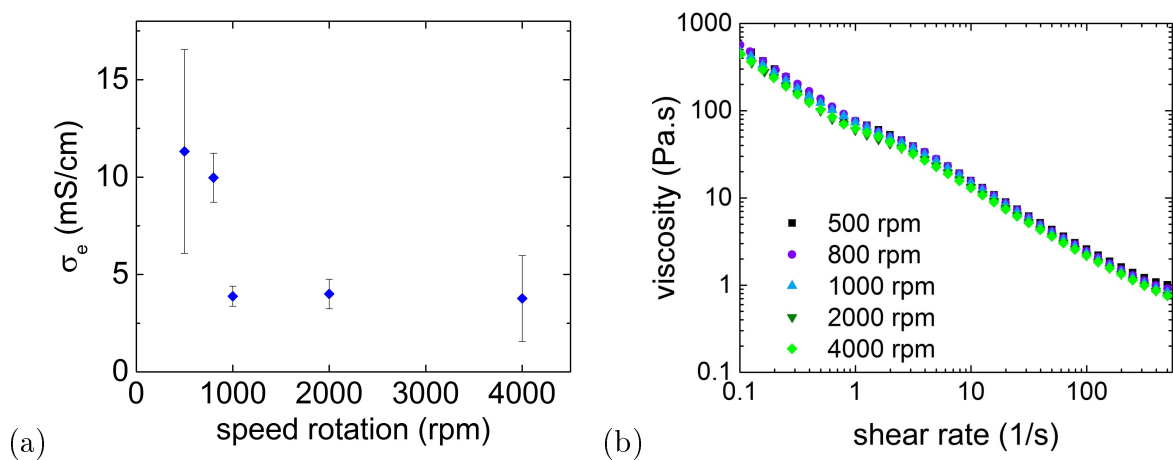 15
10
5
0
0 1000 2000 3000 4000
σe (mS/cm)
speed rotation (rpm)
(a)
1000
100
10
1
0.1
0.1 1 10 100
viscosity (Pa.s)
500 rpm
800 rpm
1000 rpm
2000 rpm
4000 rpm
shear rate (1/s)
(b)